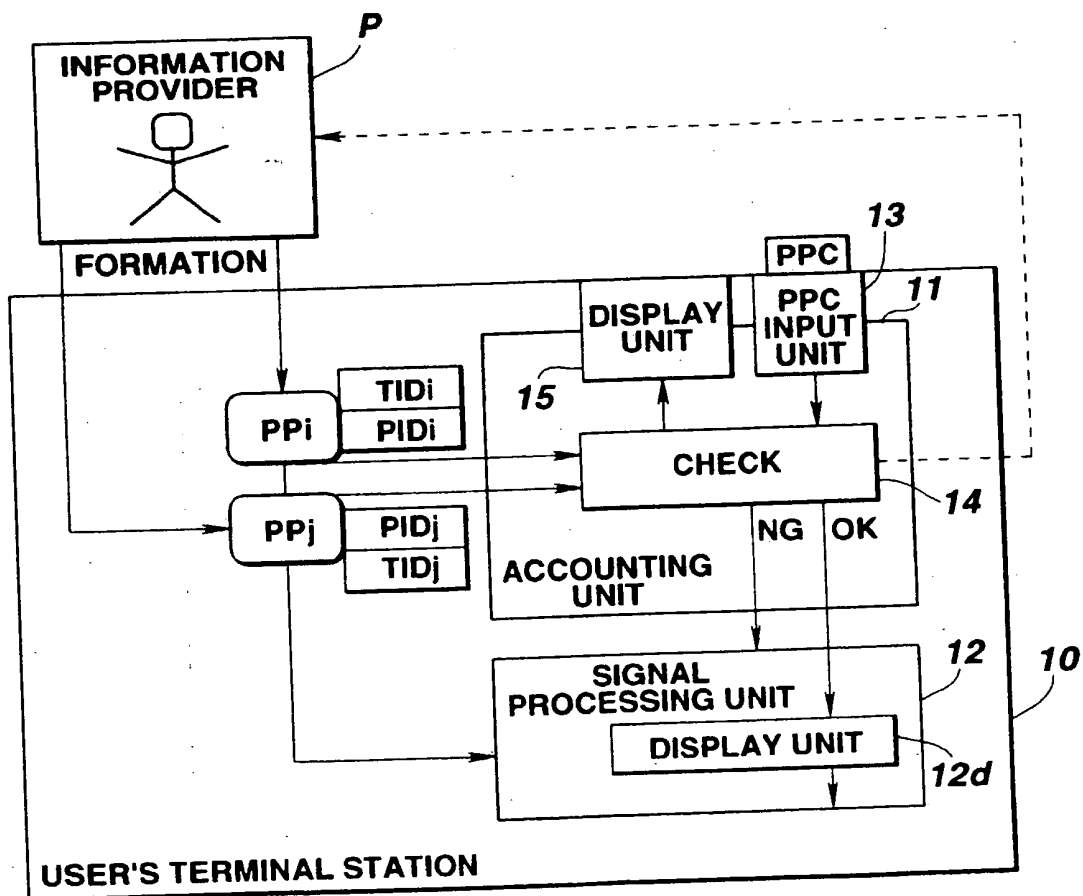 P
INFORMATION
PROVIDER
FORMATION
PPC
13
11
DISPLAY
UNIT
PPC
INPUT
UNIT
15
TIDi
PIDi
PPi
CHECK
14
PPj
PIDj
TIDj
NG
OK
ACCOUNTING
UNIT
SIGNAL
PROCESSING UNIT
12
10
DISPLAY UNIT
12d
USER'S TERMINAL STATION